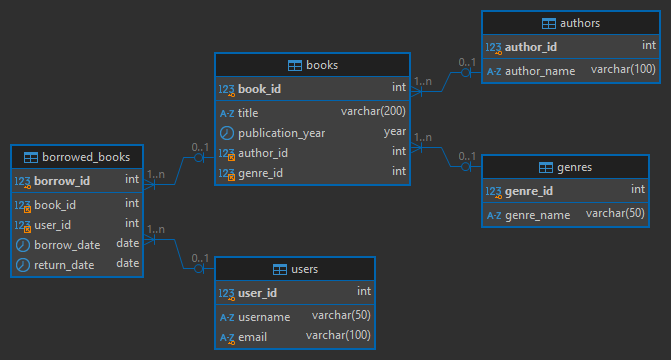 authors
123 author_id int
A-Z author_name varchar(100)
books
123 book_id int
A-Z title varchar(200)
publication_year year
123 author_id int
123 genre_id int
1..n
0..1
1..n
0..1
genres
123 genre_id int
A-Z genre_name varchar(50)
borrowed_books
123 borrow_id int
123 book_id int
123 user_id int
borrow_date date
return_date date
1..n
0..1
1..n
0..1
users
123 user_id int
A-Z username varchar(50)
A-Z email varchar(100)